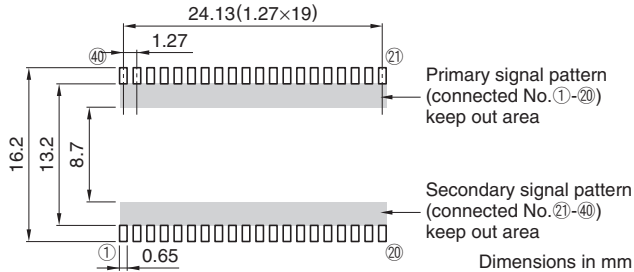 24.13(1.27×19)
㊵ 1.27 ㉑
Primary signal pattern
(connected No.①-⑳)
keep out area
16.2
13.2
8.7
Secondary signal pattern
(connected No.㉑-㊵)
keep out area
① 0.65 ⑳
Dimensions in mm